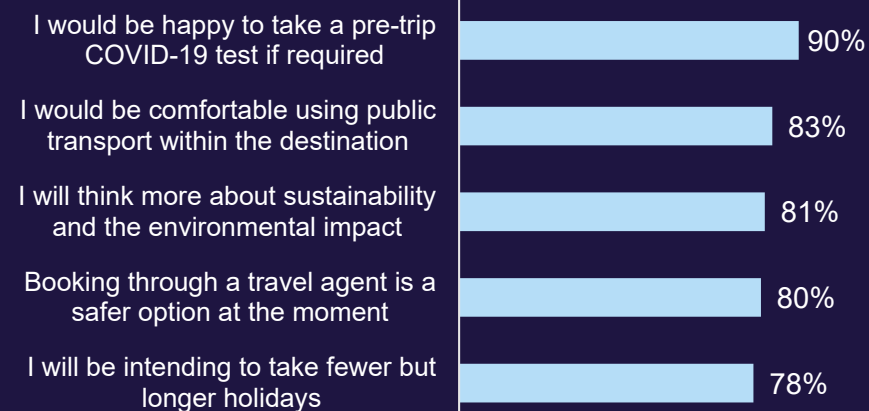 I would be happy to take a pre-trip
COVID-19 test if required
90%
I would be comfortable using public
transport within the destination
83%
I will think more about sustainability
and the environmental impact
81%
Booking through a travel agent is a
safer option at the moment
80%
I will be intending to take fewer but
longer holidays
78%